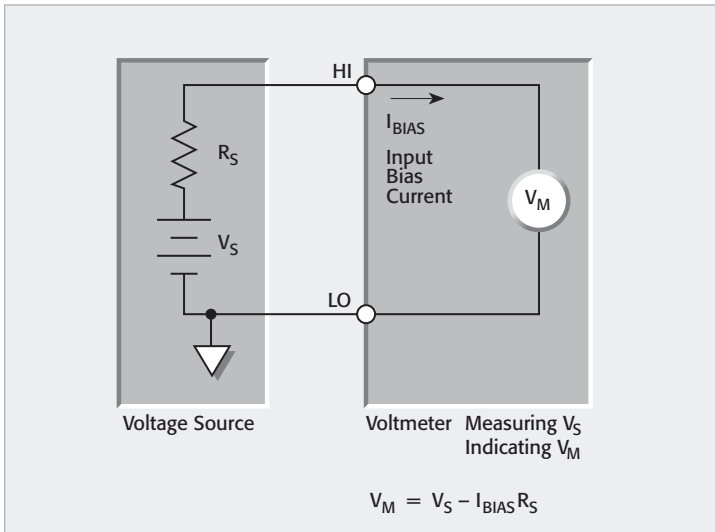 HI
I_BIAS
Input
Bias
Current
R_S
V_S
V_M
LO
Voltage Source
Voltmeter Measuring V_S
Indicating V_M
V_M = V_S – I_BIAS R_S